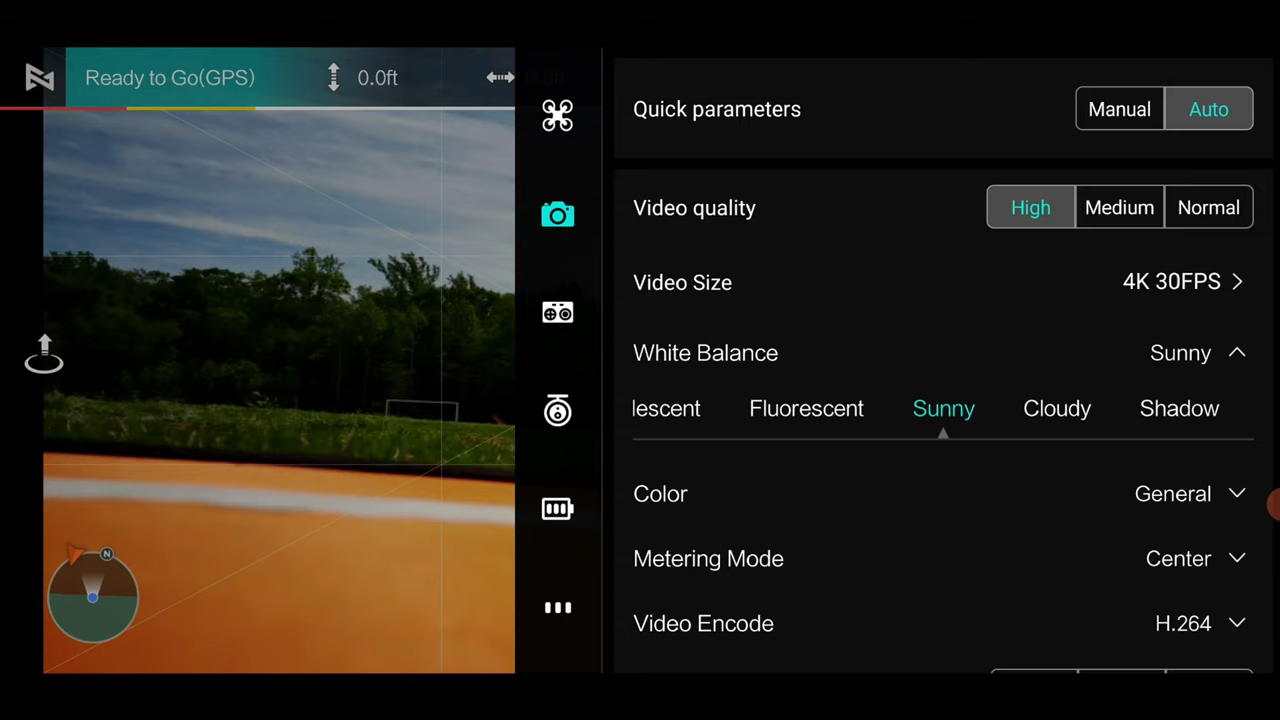 Ready to Go(GPS) 0.0ft
Quick parameters Manual Auto
Video quality High Medium Normal
Video Size 4K 30FPS
White Balance Sunny
lescent Fluorescent Sunny Cloudy Shadow
Color General
Metering Mode Center
Video Encode H.264
N